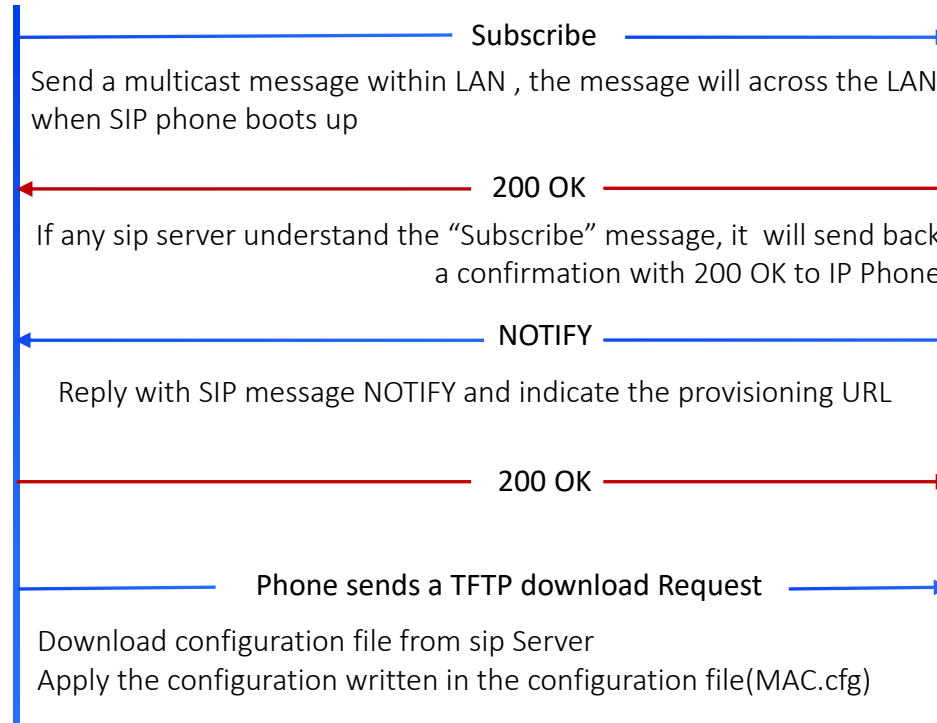 Subscribe
Send a multicast message within LAN , the message will across the LAN
when SIP phone boots up
200 OK
If any sip server understand the “Subscribe” message, it will send back
a confirmation with 200 OK to IP Phone
NOTIFY
Reply with SIP message NOTIFY and indicate the provisioning URL
200 OK
Phone sends a TFTP download Request
Download configuration file from sip Server
Apply the configuration written in the configuration file(MAC.cfg)